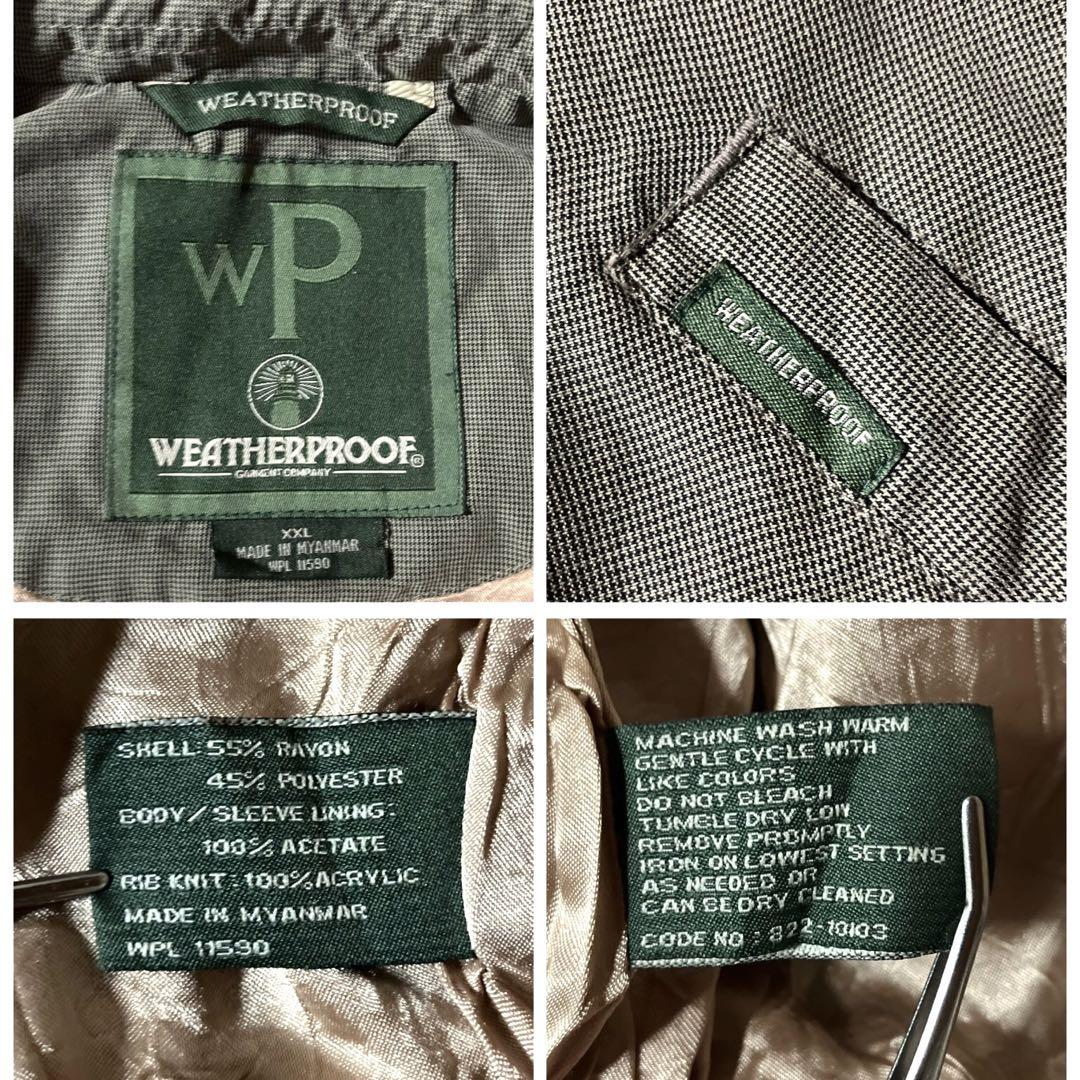 WEATHERPROOF
WP
WEATHERPROOF®
GARMENT COMPANY
XXL
MADE IN MYANMAR
WPL 11590
WEATHERPROOF
SHELL: 55% RAYON
45% POLYESTER
BODY/SLEEVE LINING:
100% ACETATE
RIB KNIT: 100% ACRYLIC
MADE IN MYANMAR
WPL 11590
MACHINE WASH WARM
GENTLE CYCLE WITH
LIKE COLORS
DO NOT BLEACH
TUMBLE DRY LOW
REMOVE PROMPTLY
IRON ON LOWEST SETTING
AS NEEDED OR
CAN BE DRY CLEANED
CODE NO: 822-10103